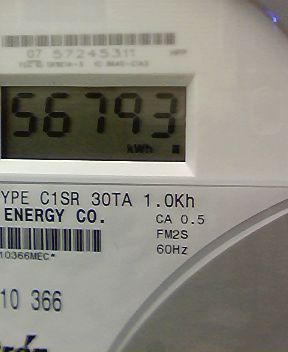 07 57245311
56793
kWh
YPE C1SR 30TA 1.0Kh
ENERGY CO.
CA 0.5
FM2S
60Hz
10366MEC*
10 366
rón